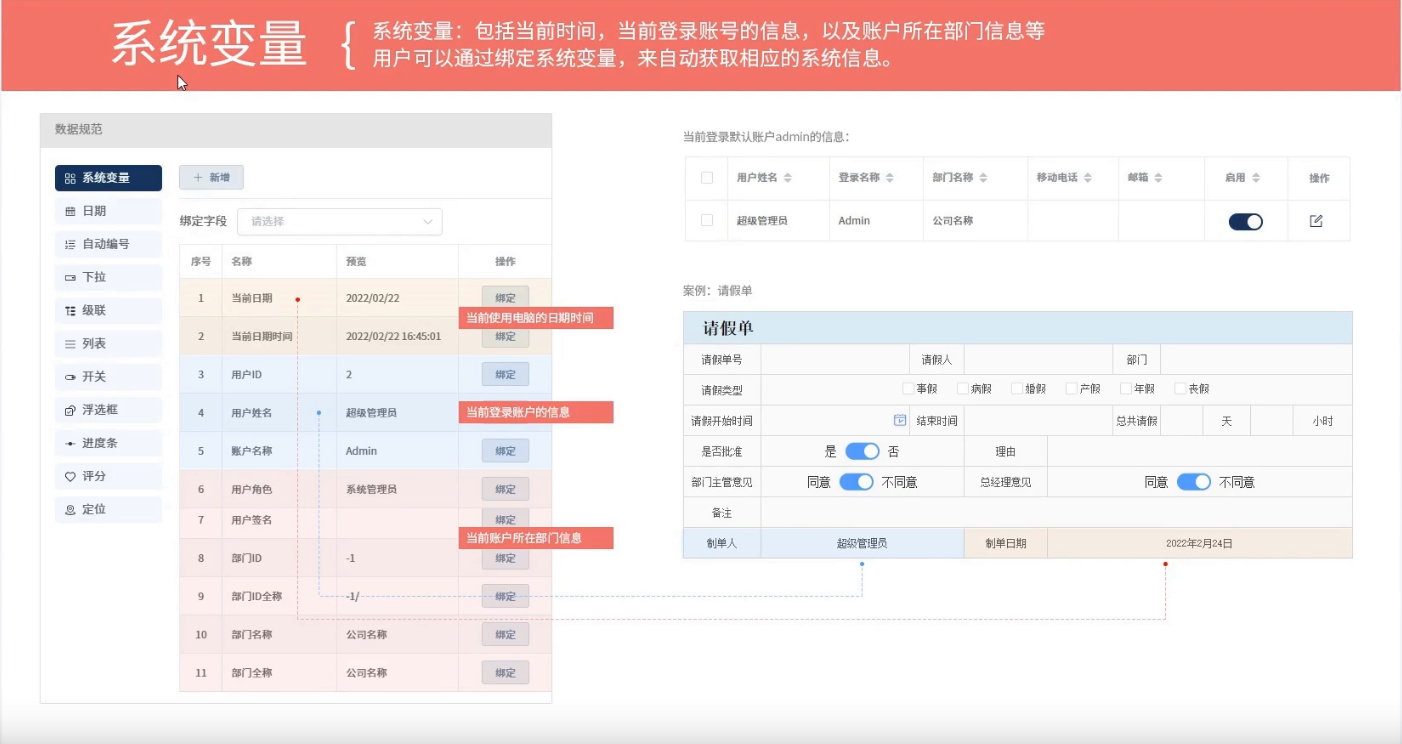 系统变量
系统变量：包括当前时间，当前登录账号的信息，以及账户所在部门信息等
用户可以通过绑定系统变量，来自动获取相应的系统信息。
数据规范
系统变量
日期
自动编号
下拉
级联
列表
开关
浮选框
进度条
评分
定位
+ 新增
绑定字段 请选择
序号 名称 预览 操作
1 当前日期 2022/02/22 绑定
当前使用电脑的日期时间
2 当前日期时间 2022/02/22 16:45:01 绑定
3 用户ID 2 绑定
4 用户姓名 超级管理员
当前登录账户的信息
5 账户名称 Admin 绑定
6 用户角色 系统管理员 绑定
7 用户签名 绑定
当前账户所在部门信息
8 部门ID -1 绑定
9 部门ID全称 -1/ 绑定
10 部门名称 公司名称 绑定
11 部门全称 公司名称 绑定
当前登录默认账户admin的信息：
用户姓名 登录名称 部门名称 移动电话 邮箱 启用 操作
超级管理员 Admin 公司名称
案例：请假单
请假单
请假单号 请假人 部门
请假类型 事假 病假 婚假 产假 年假 丧假
请假开始时间 结束时间 总共请假 天 小时
是否批准 是 否 理由
部门主管意见 同意 不同意 总经理意见 同意 不同意
备注
制单人 超级管理员 制单日期 2022年2月24日